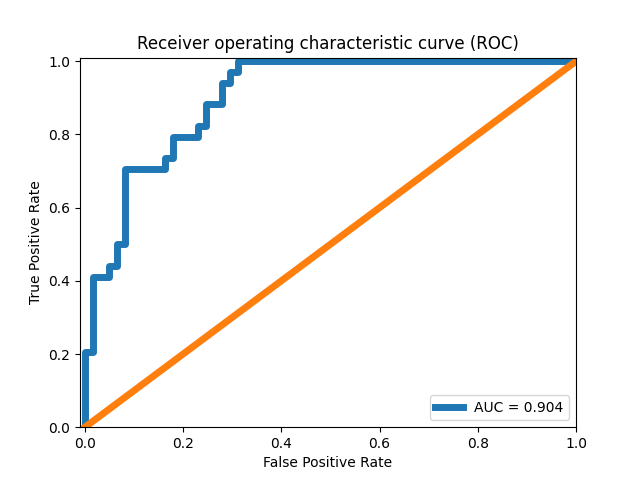 Receiver operating characteristic curve (ROC)
1.0
0.8
0.6
0.4
0.2
0.0
True Positive Rate
0.0 0.2 0.4 0.6 0.8 1.0
False Positive Rate
AUC = 0.904